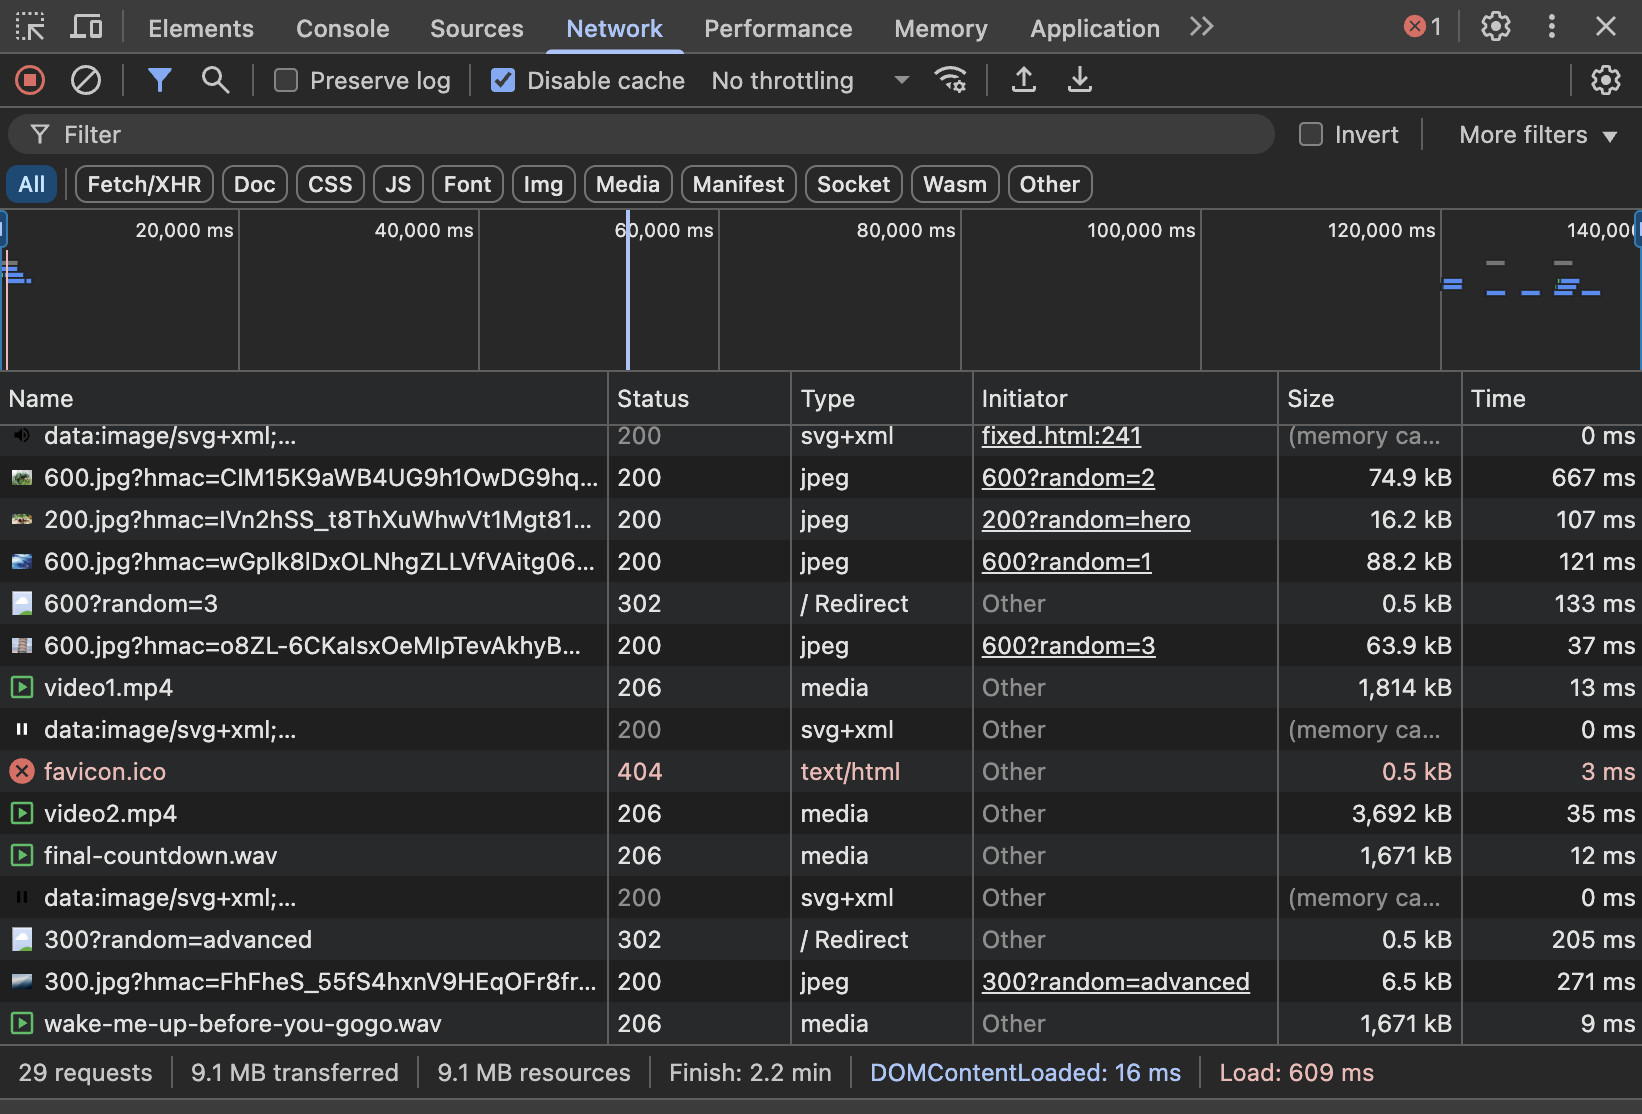 Elements Console Sources Network Performance Memory Application 1
Preserve log Disable cache No throttling
Filter Invert More filters
All Fetch/XHR Doc CSS JS Font Img Media Manifest Socket Wasm Other
20,000 ms 40,000 ms 60,000 ms 80,000 ms 100,000 ms 120,000 ms 140,00
Name Status Type Initiator Size Time
data:image/svg+xml;... 200 svg+xml fixed.html:241 (memory ca... 0 ms
600.jpg?hmac=CIM15K9aWB4UG9h1OwDG9hq... 200 jpeg 600?random=2 74.9 kB 667 ms
200.jpg?hmac=IVn2hSS_t8ThXuWhwVt1Mgt81... 200 jpeg 200?random=hero 16.2 kB 107 ms
600.jpg?hmac=wGplk8IDxOLNhgZLLVfVAitg06... 200 jpeg 600?random=1 88.2 kB 121 ms
600?random=3 302 / Redirect Other 0.5 kB 133 ms
600.jpg?hmac=o8ZL-6CKaIsxOeMIpTevAkhyB... 200 jpeg 600?random=3 63.9 kB 37 ms
video1.mp4 206 media Other 1,814 kB 13 ms
data:image/svg+xml;... 200 svg+xml Other (memory ca... 0 ms
favicon.ico 404 text/html Other 0.5 kB 3 ms
video2.mp4 206 media Other 3,692 kB 35 ms
final-countdown.wav 206 media Other 1,671 kB 12 ms
data:image/svg+xml;... 200 svg+xml Other (memory ca... 0 ms
300?random=advanced 302 / Redirect Other 0.5 kB 205 ms
300.jpg?hmac=FhFheS_55fS4hxnV9HEqOFr8fr... 200 jpeg 300?random=advanced 6.5 kB 271 ms
wake-me-up-before-you-gogo.wav 206 media Other 1,671 kB 9 ms
29 requests 9.1 MB transferred 9.1 MB resources Finish: 2.2 min DOMContentLoaded: 16 ms Load: 609 ms